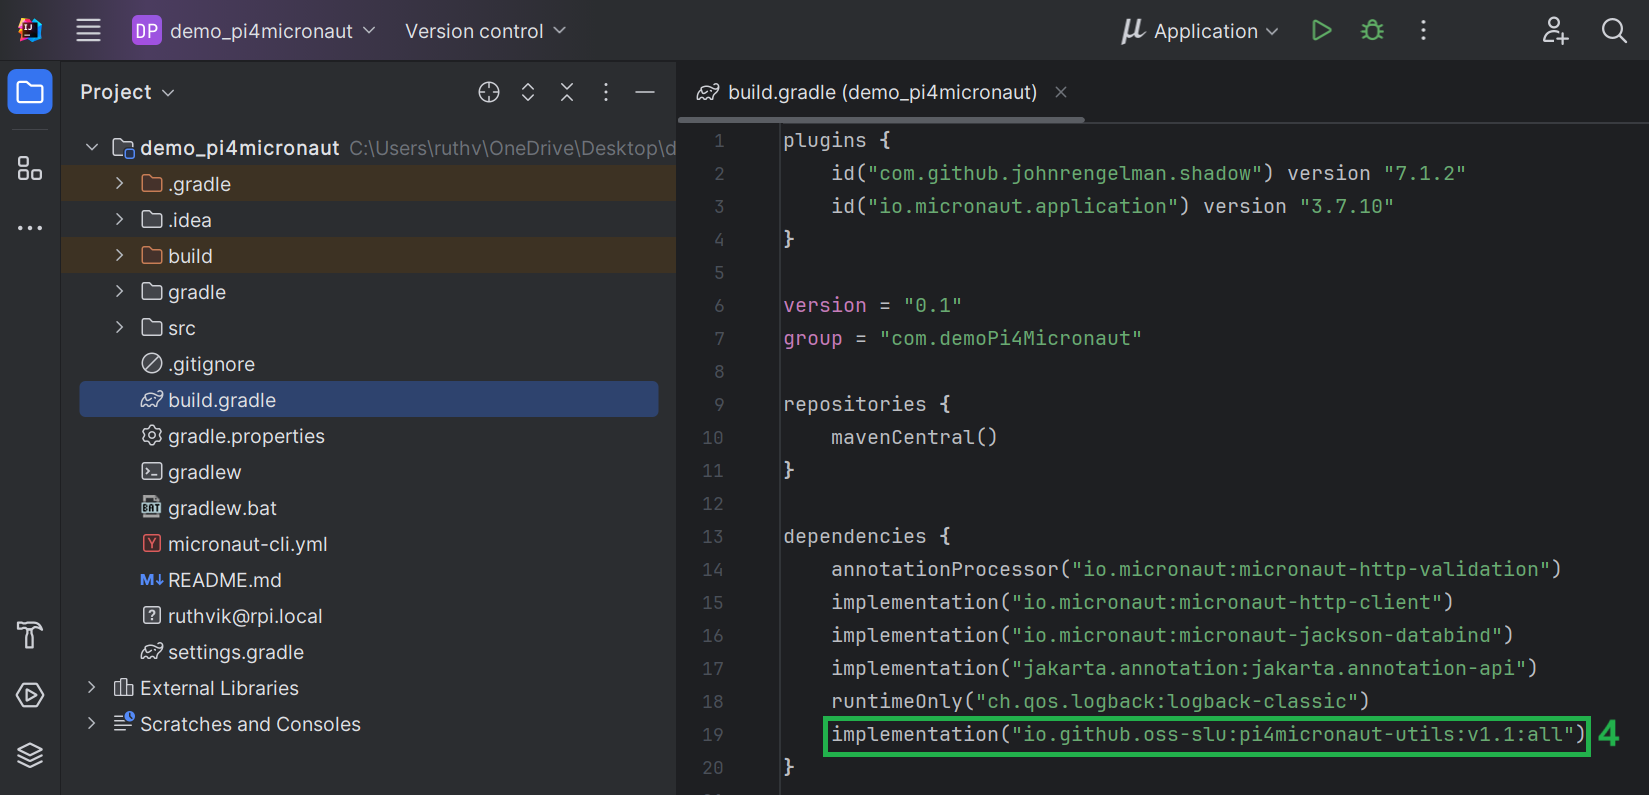 DP demo_pi4micronaut Version control Application
Project
build.gradle (demo_pi4micronaut)
demo_pi4micronaut C:\Users\ruthv\OneDrive\Desktop\d
.gradle
.idea
build
gradle
src
.gitignore
build.gradle
gradle.properties
gradlew
BAT gradlew.bat
Y micronaut-cli.yml
M↓ README.md
? ruthvik@rpi.local
settings.gradle
External Libraries
Scratches and Consoles
1 plugins {
2 id("com.github.johnrengelman.shadow") version "7.1.2"
3 id("io.micronaut.application") version "3.7.10"
4 }
5
6 version = "0.1"
7 group = "com.demoPi4Micronaut"
8
9 repositories {
10 mavenCentral()
11 }
12
13 dependencies {
14 annotationProcessor("io.micronaut:micronaut-http-validation")
15 implementation("io.micronaut:micronaut-http-client")
16 implementation("io.micronaut:micronaut-jackson-databind")
17 implementation("jakarta.annotation:jakarta.annotation-api")
18 runtimeOnly("ch.qos.logback:logback-classic")
19 implementation("io.github.oss-slu:pi4micronaut-utils:v1.1:all") 4
20 }